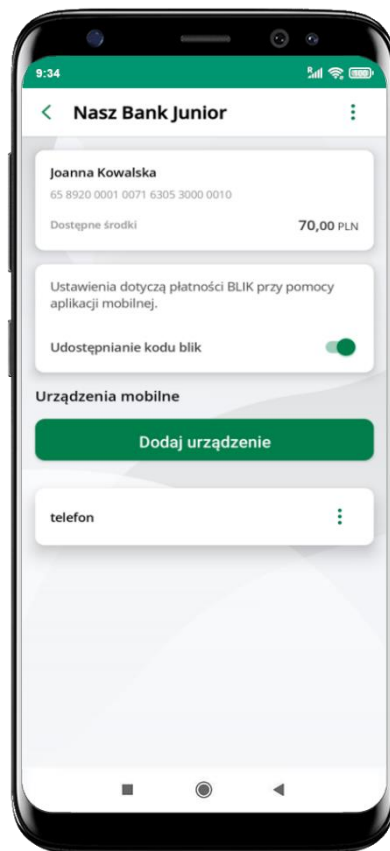 9:34
R
100
Nasz Bank Junior
Joanna Kowalska
65 8920 0001 0071 6305 3000 0010
Dostępne środki 70,00 PLN
Ustawienia dotyczą płatności BLIK przy pomocy
aplikacji mobilnej.
Udostępnianie kodu blik
Urządzenia mobilne
Dodaj urządzenie
telefon